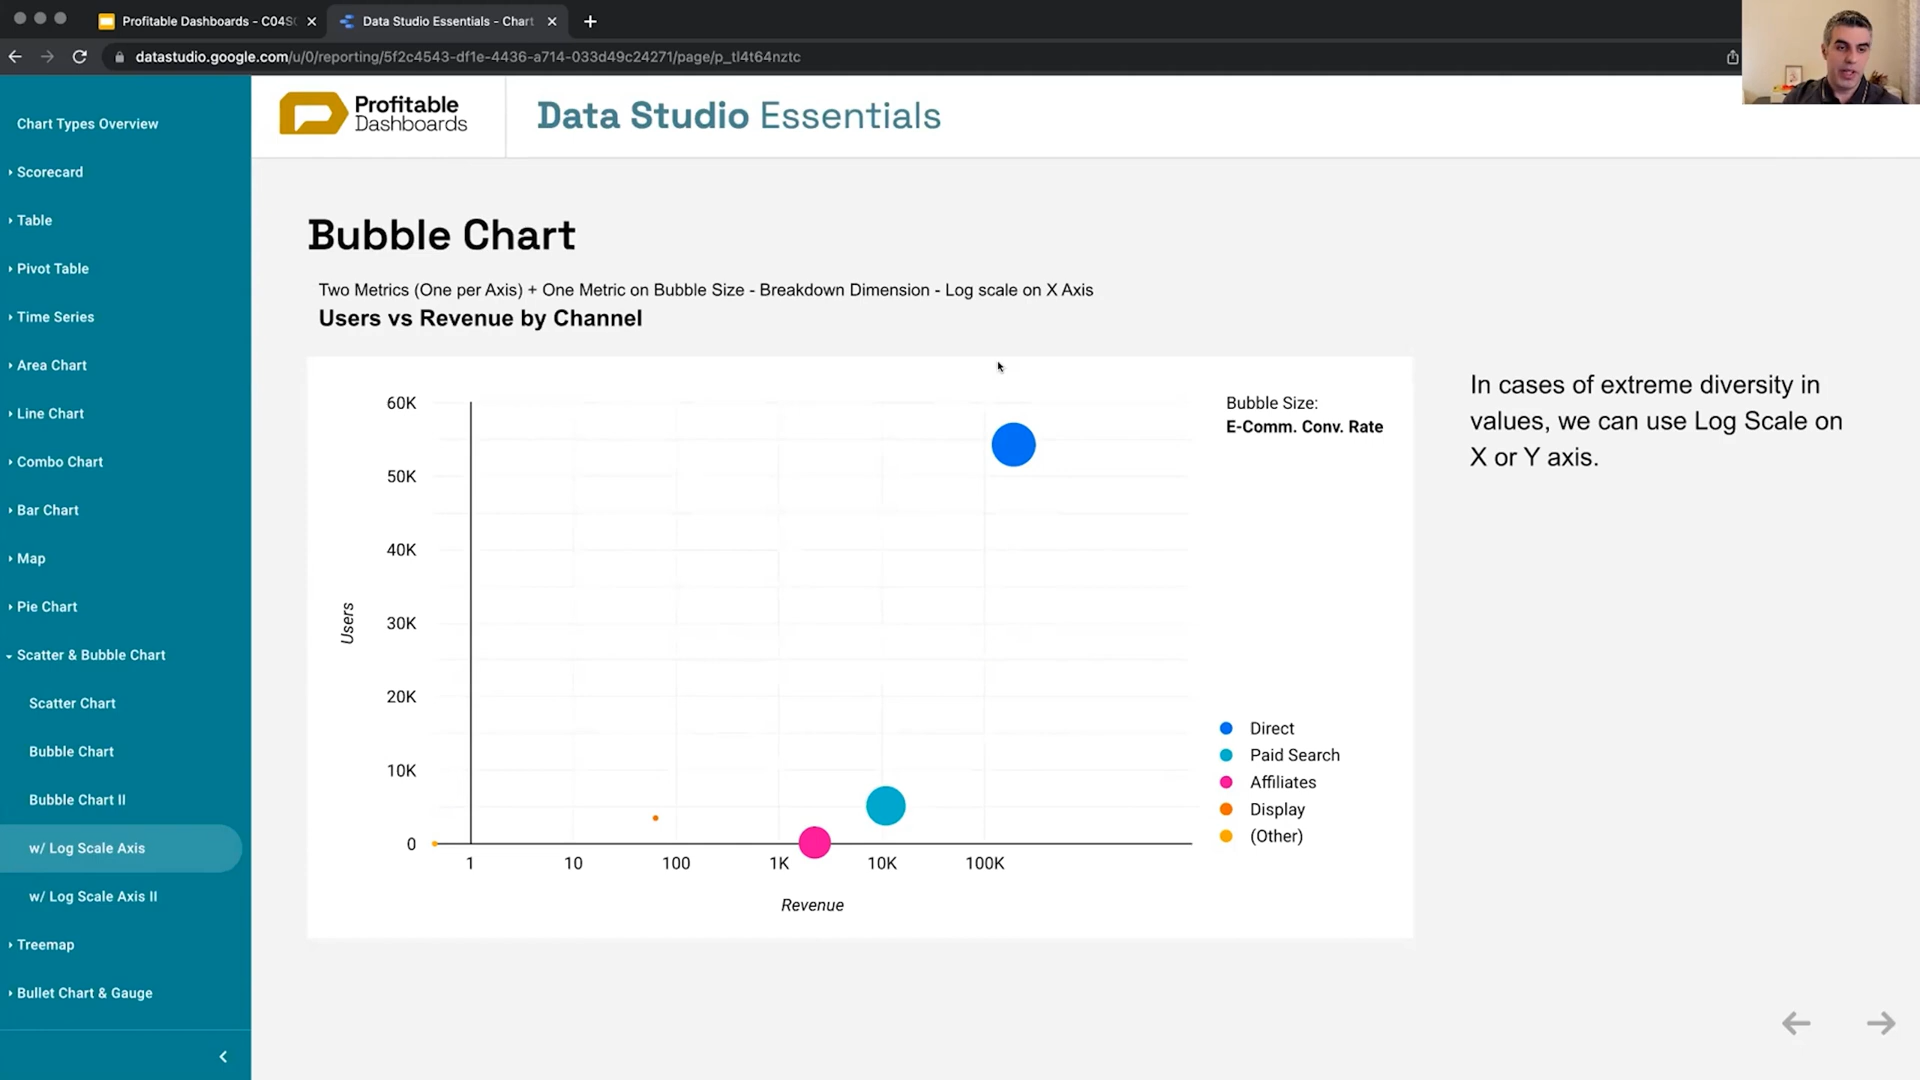 Profitable Dashboards - C04S
Data Studio Essentials - Chart
datastudio.google.com/u/0/reporting/5f2c4543-df1e-4436-a714-033d49c24271/page/p_tl4t64nztc
Chart Types Overview
Scorecard
Table
Pivot Table
Time Series
Area Chart
Line Chart
Combo Chart
Bar Chart
Map
Pie Chart
Scatter & Bubble Chart
Scatter Chart
Bubble Chart
Bubble Chart II
w/ Log Scale Axis
w/ Log Scale Axis II
Treemap
Bullet Chart & Gauge
Profitable
Dashboards
Data Studio Essentials
Bubble Chart
Two Metrics (One per Axis) + One Metric on Bubble Size - Breakdown Dimension - Log scale on X Axis
Users vs Revenue by Channel
60K
50K
40K
30K
20K
10K
0
Users
1 10 100 1K 10K 100K
Revenue
Bubble Size:
E-Comm. Conv. Rate
Direct
Paid Search
Affiliates
Display
(Other)
In cases of extreme diversity in
values, we can use Log Scale on
X or Y axis.